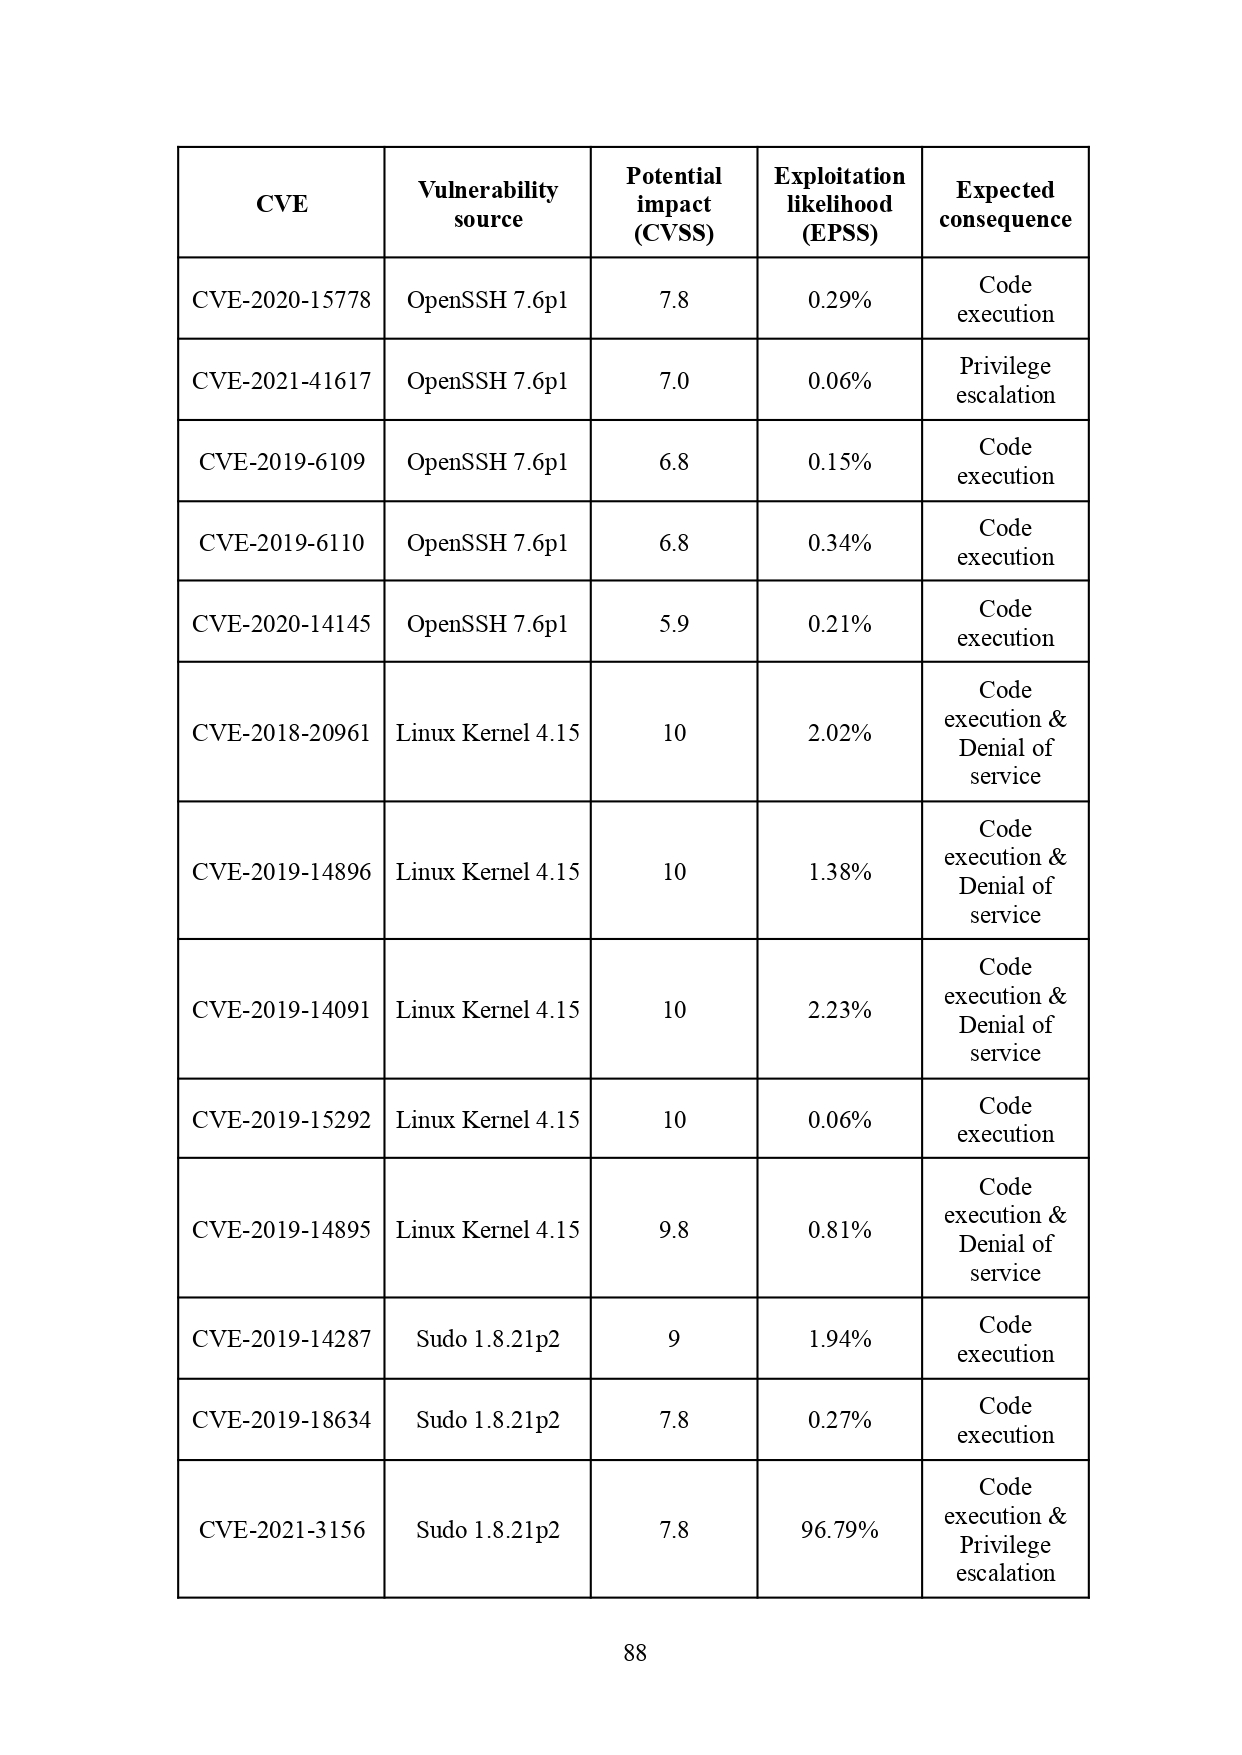 CVE
Vulnerability
source
Potential
impact
(CVSS)
Exploitation
likelihood
(EPSS)
Expected
consequence
CVE-2020-15778
OpenSSH 7.6p1
7.8
0.29%
Code
execution
CVE-2021-41617
OpenSSH 7.6p1
7.0
0.06%
Privilege
escalation
CVE-2019-6109
OpenSSH 7.6p1
6.8
0.15%
Code
execution
CVE-2019-6110
OpenSSH 7.6p1
6.8
0.34%
Code
execution
CVE-2020-14145
OpenSSH 7.6p1
5.9
0.21%
Code
execution
CVE-2018-20961
Linux Kernel 4.15
10
2.02%
Code
execution &
Denial of
service
CVE-2019-14896
Linux Kernel 4.15
10
1.38%
Code
execution &
Denial of
service
CVE-2019-14091
Linux Kernel 4.15
10
2.23%
Code
execution &
Denial of
service
CVE-2019-15292
Linux Kernel 4.15
10
0.06%
Code
execution
CVE-2019-14895
Linux Kernel 4.15
9.8
0.81%
Code
execution &
Denial of
service
CVE-2019-14287
Sudo 1.8.21p2
9
1.94%
Code
execution
CVE-2019-18634
Sudo 1.8.21p2
7.8
0.27%
Code
execution
CVE-2021-3156
Sudo 1.8.21p2
7.8
96.79%
Code
execution &
Privilege
escalation
88